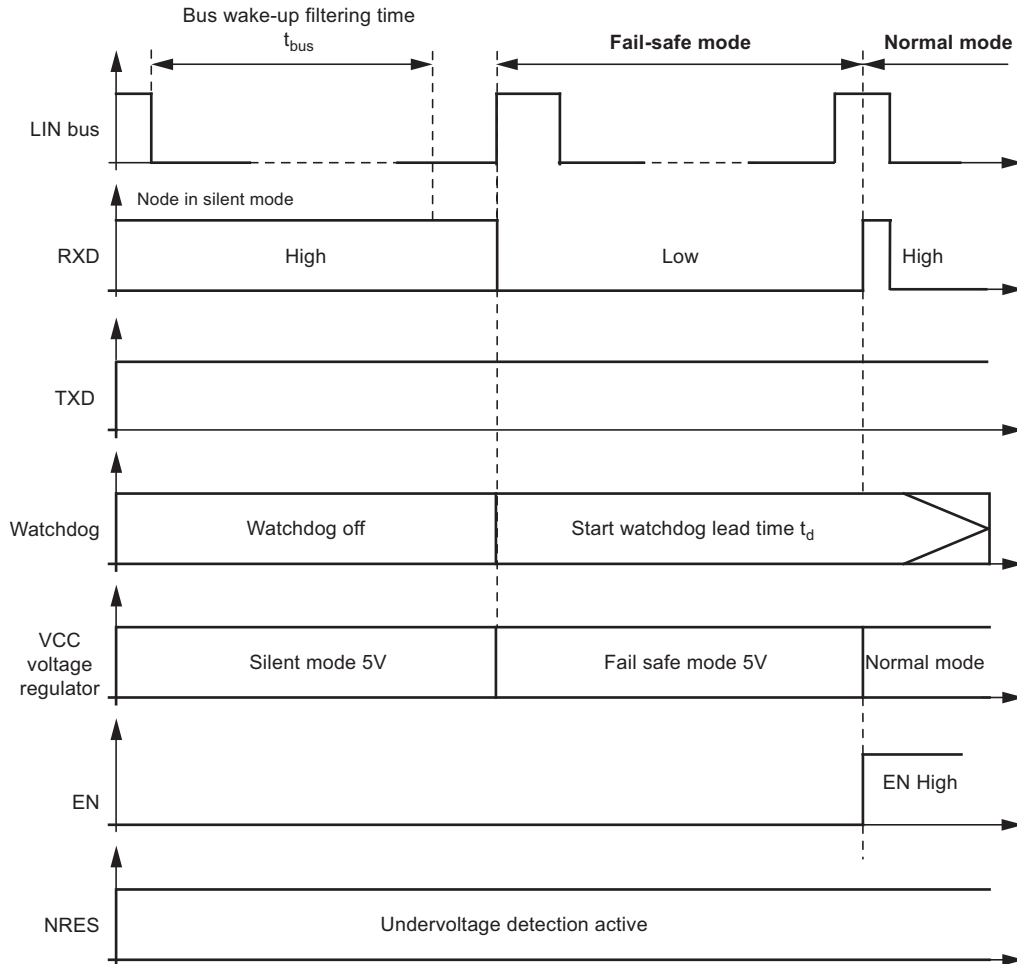 Bus wake-up filtering time
tbus
Fail-safe mode
Normal mode
LIN bus
Node in silent mode
RXD
High
Low
High
TXD
Watchdog
Watchdog off
Start watchdog lead time td
VCC
voltage
regulator
Silent mode 5V
Fail safe mode 5V
Normal mode
EN
EN High
NRES
Undervoltage detection active